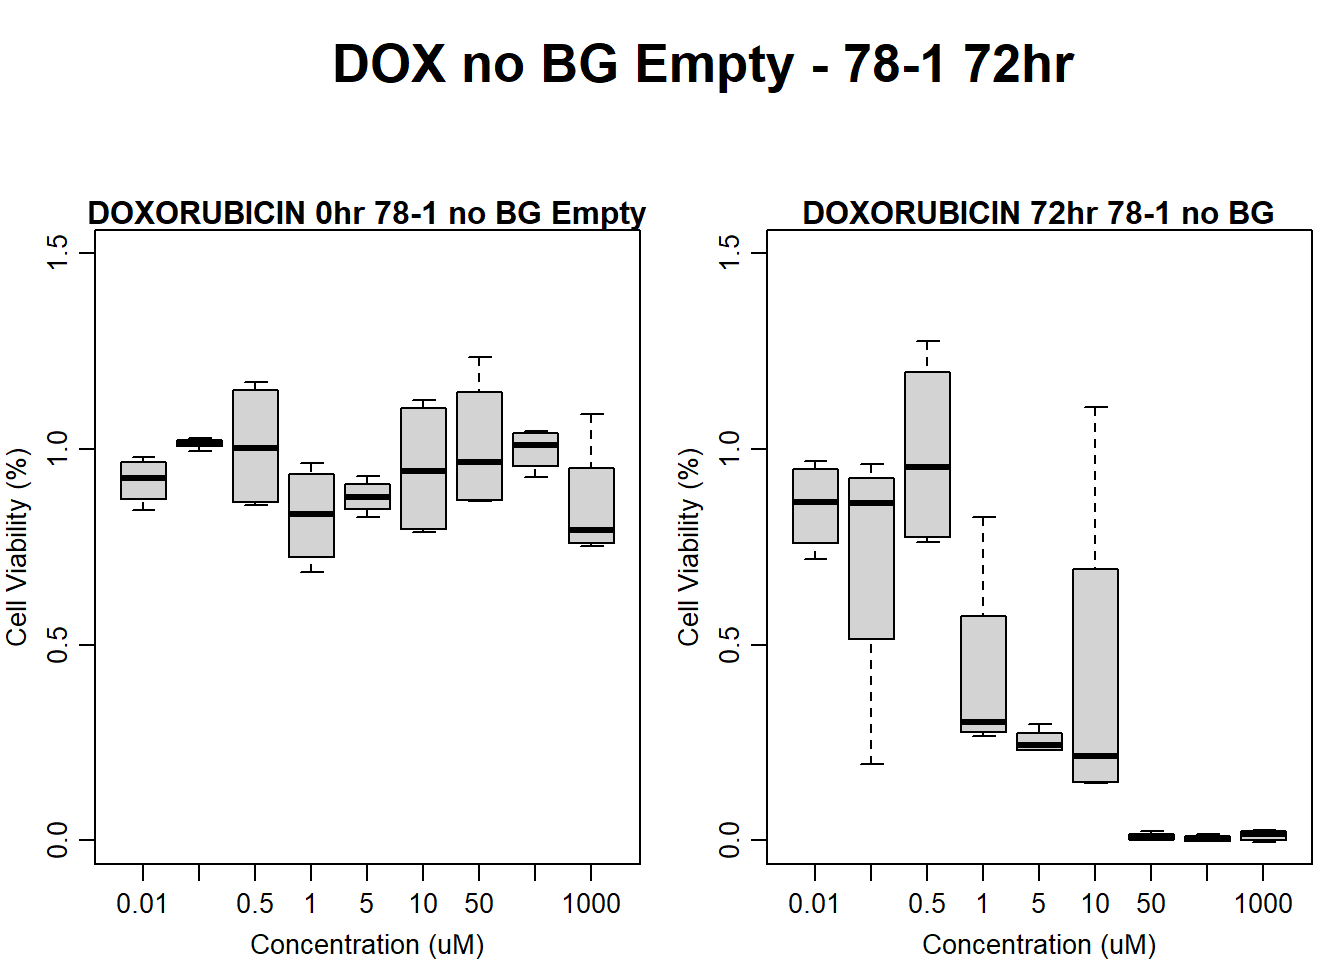 DOX no BG Empty - 78-1 72hr
DOXORUBICIN 0hr 78-1 no BG Empty
Cell Viability (%)
1.5
1.0
0.5
0.0
0.01 0.5 1 5 10 50 1000
Concentration (uM)
DOXORUBICIN 72hr 78-1 no BG
Cell Viability (%)
1.5
1.0
0.5
0.0
0.01 0.5 1 5 10 50 1000
Concentration (uM)